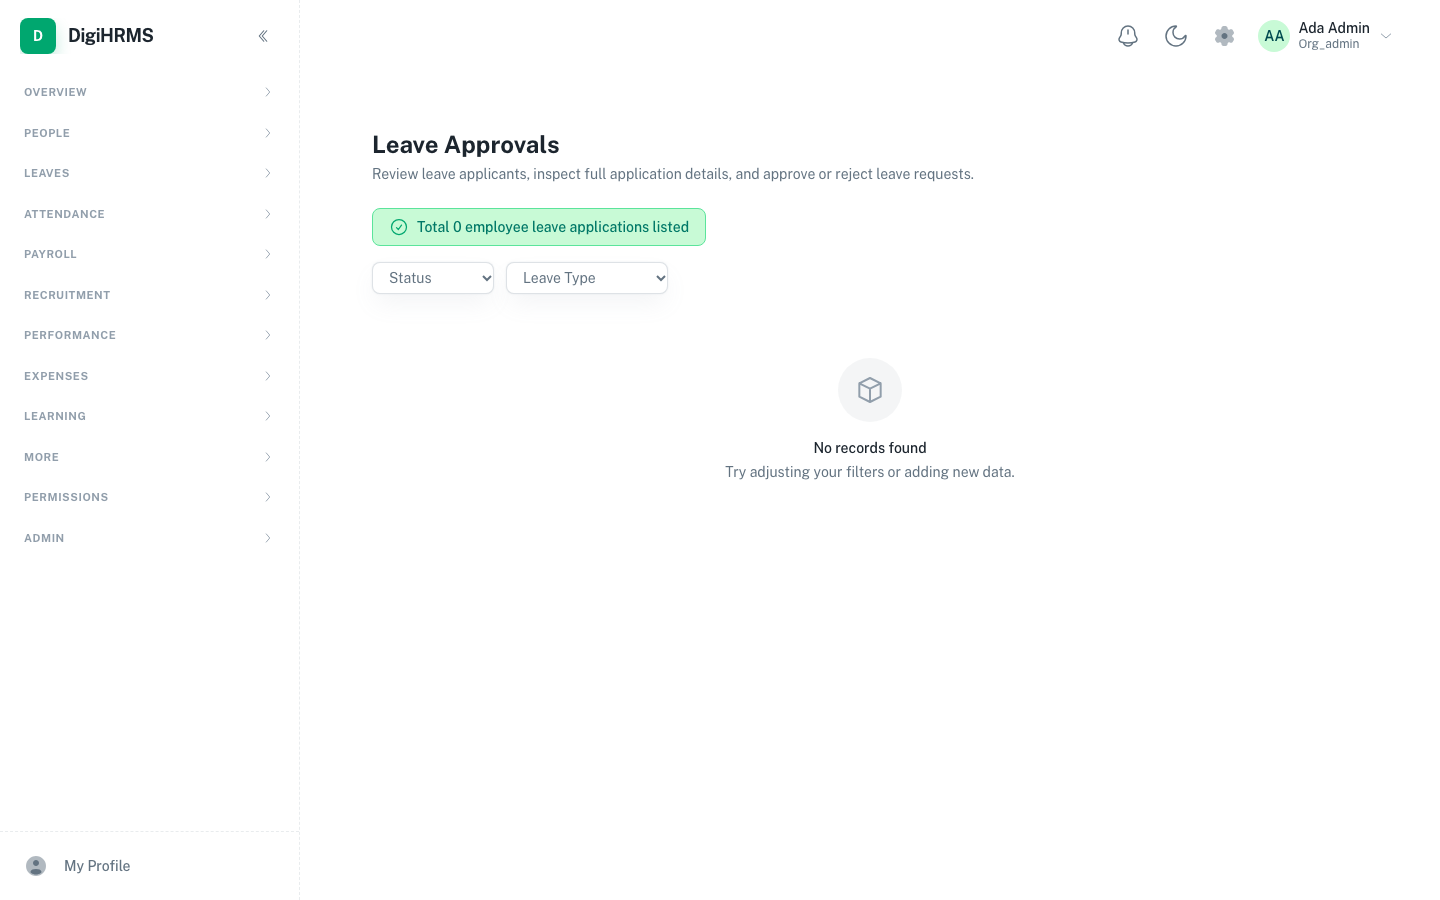 D
DigiHRMS
OVERVIEW
PEOPLE
LEAVES
ATTENDANCE
PAYROLL
RECRUITMENT
PERFORMANCE
EXPENSES
LEARNING
MORE
PERMISSIONS
ADMIN
My Profile
AA
Ada Admin
Org_admin
Leave Approvals
Review leave applicants, inspect full application details, and approve or reject leave requests.
Total 0 employee leave applications listed
Status
Leave Type
No records found
Try adjusting your filters or adding new data.